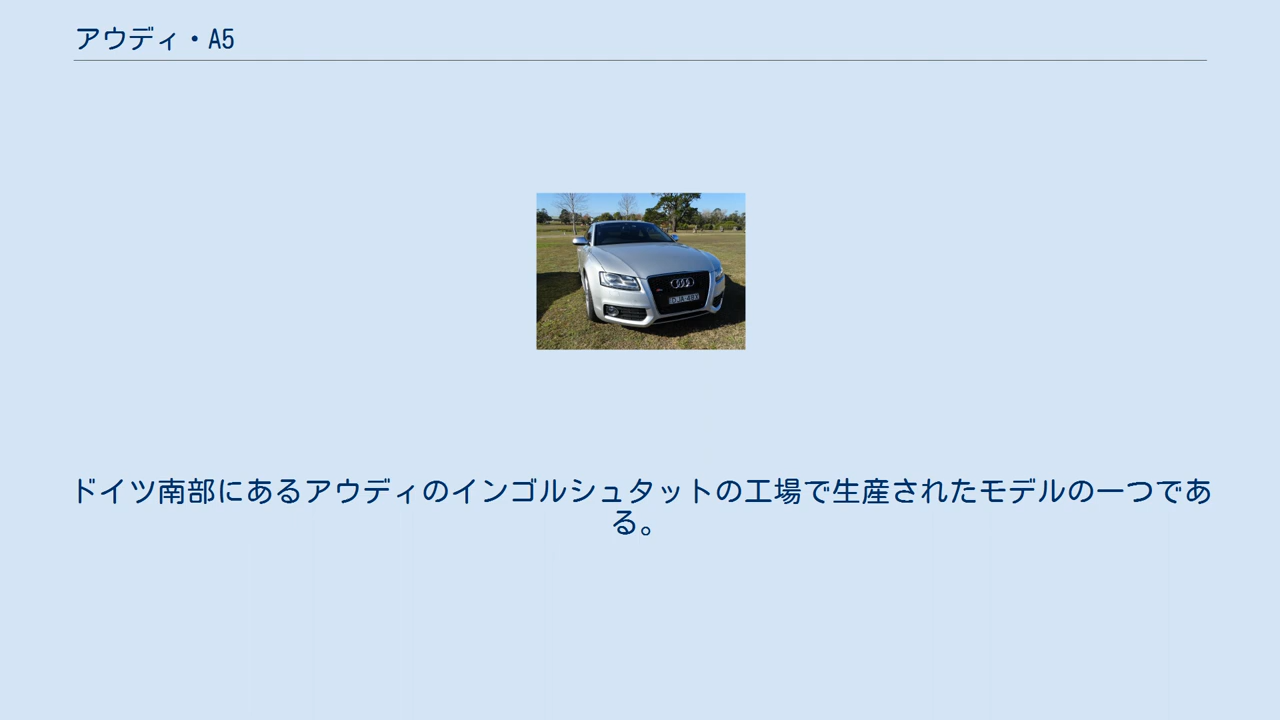 アウディ・A5
ドイツ南部にあるアウディのインゴルシュタットの工場で生産されたモデルの一つであ
る。